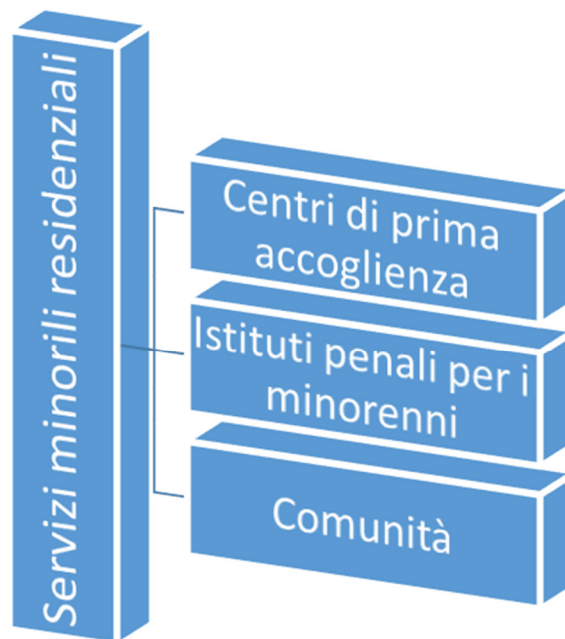 Servizi minorili residenziali
Centri di prima
accoglienza
Istituti penali per i
minorenni
Comunità